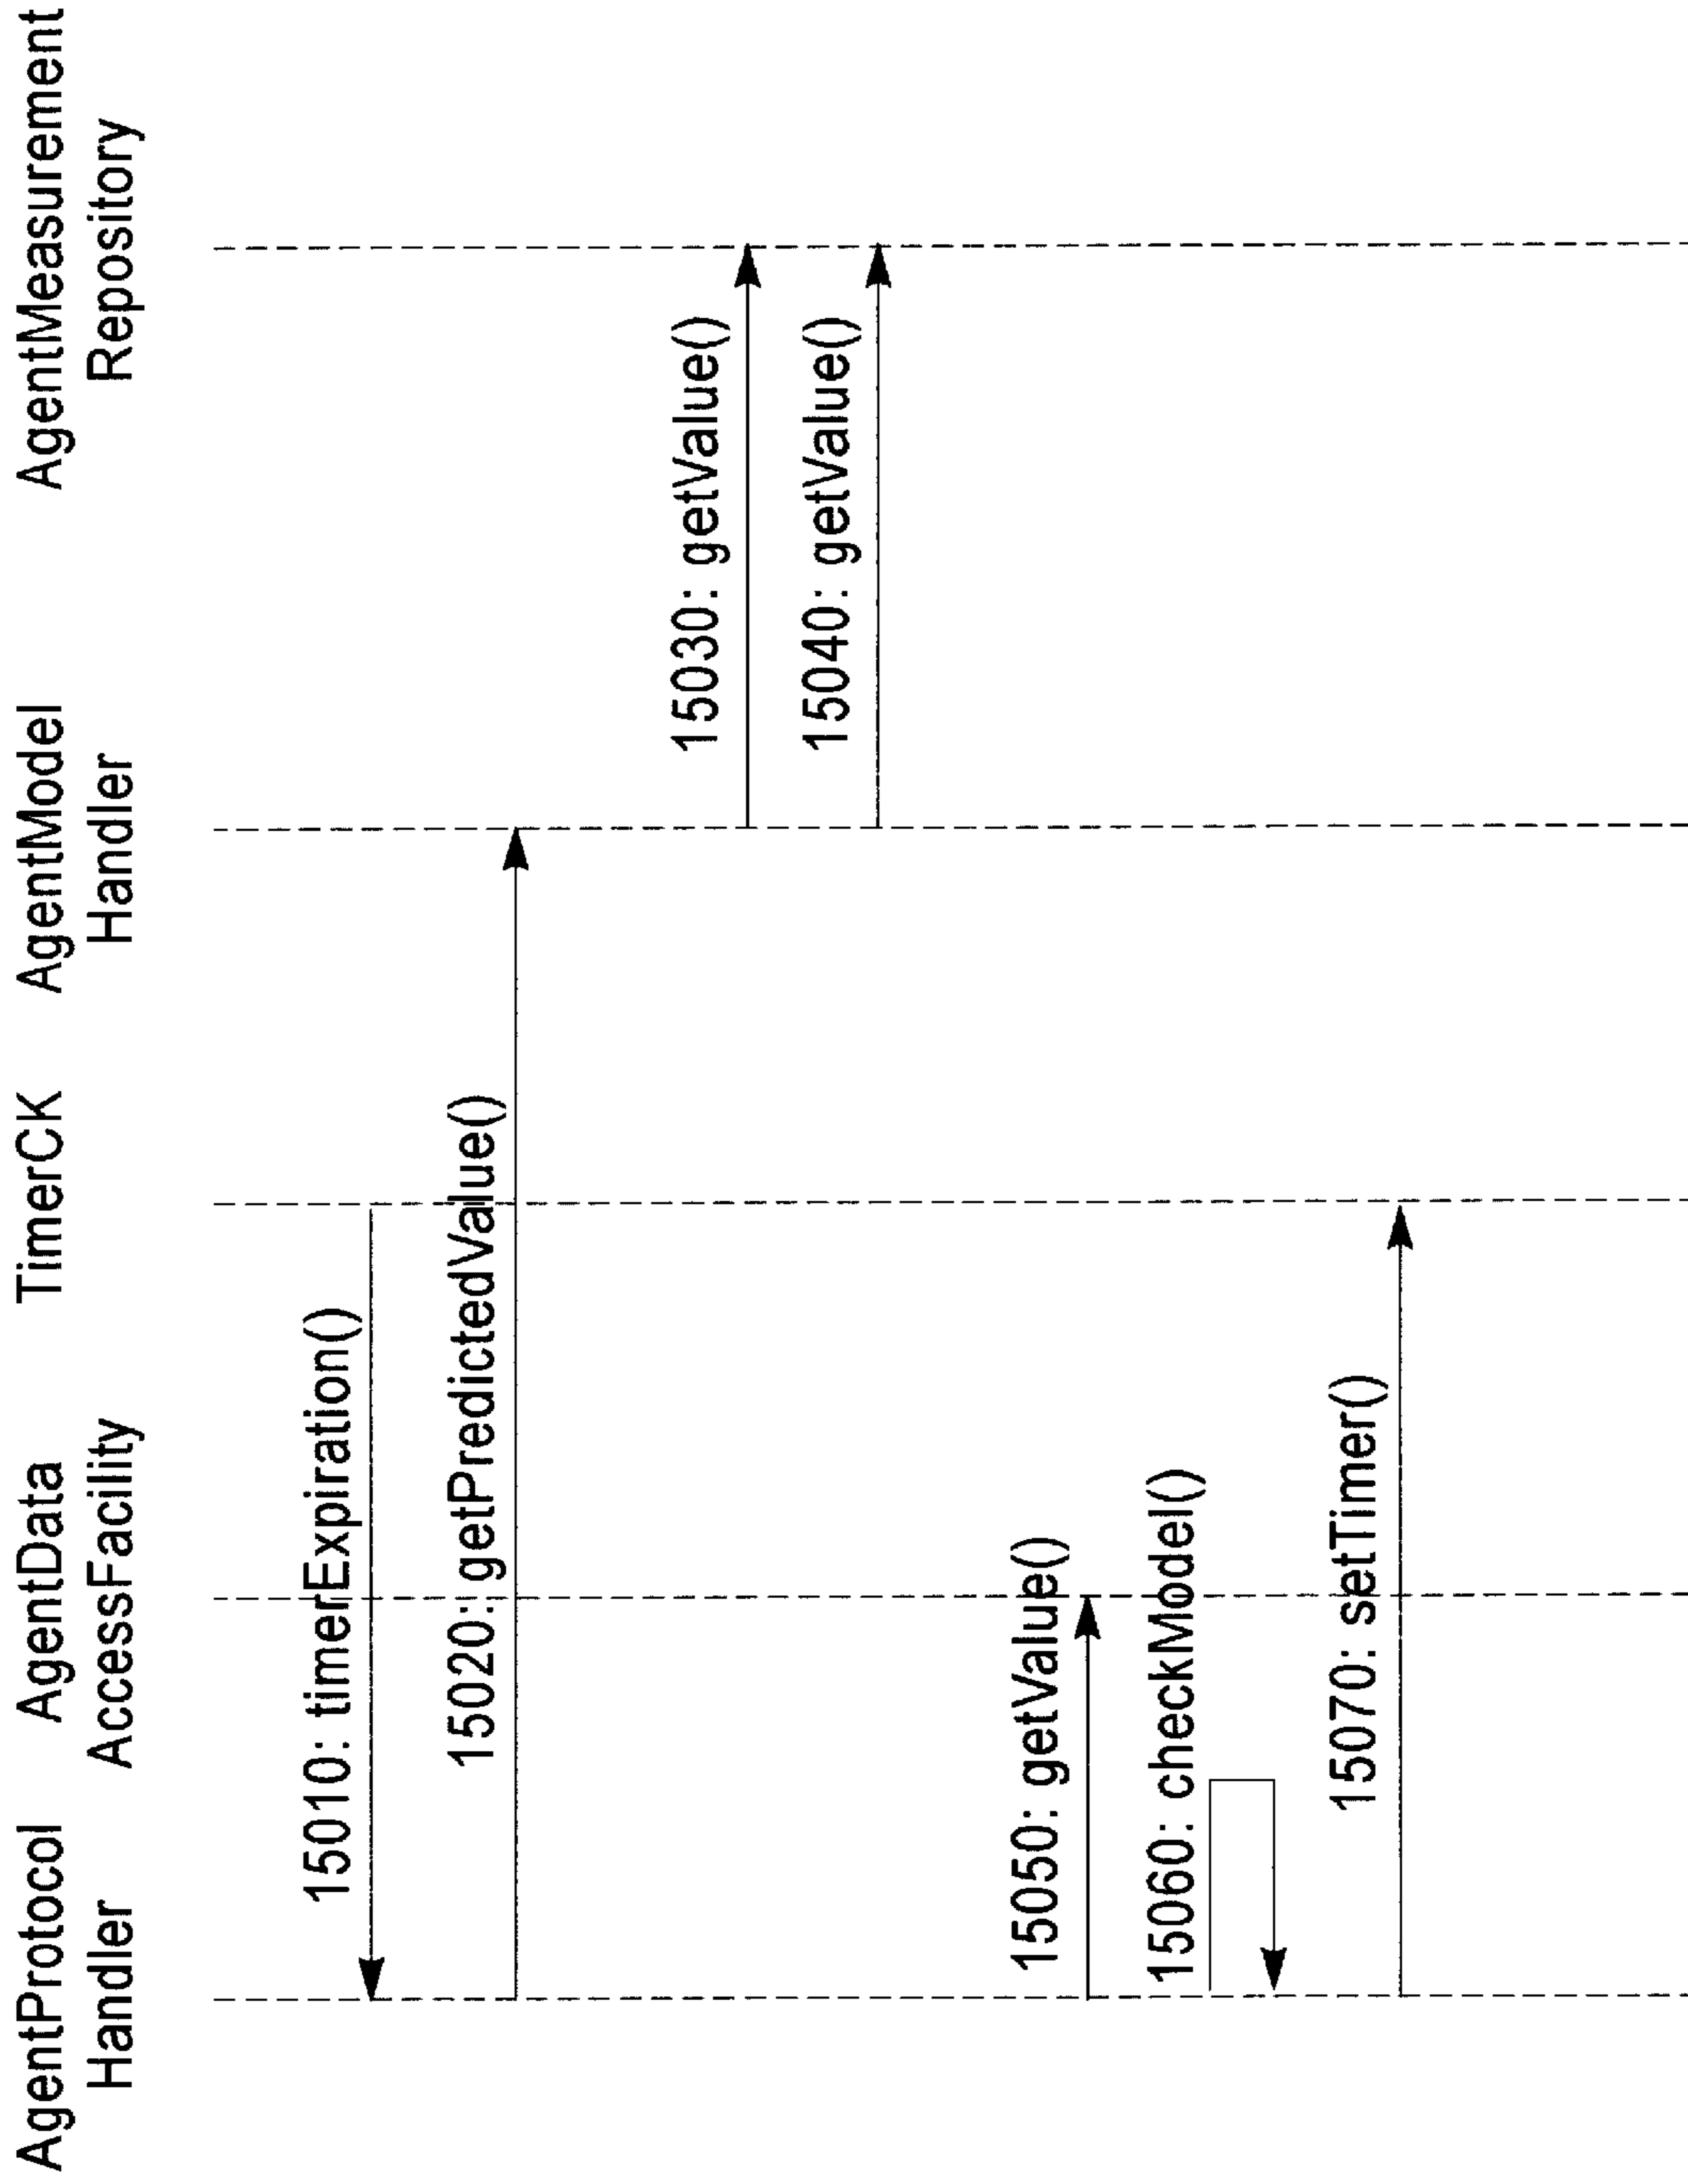 AgentProtocol
Handler
AgentData
AccessFacility
TimerCK
AgentModel
Handler
AgentMeasurement
Repository
15010: timerExpiration()
15020: getPredictedValue()
15030: getValue()
15040: getValue()
15050: getValue()
15060: checkModel()
15070: setTimer()